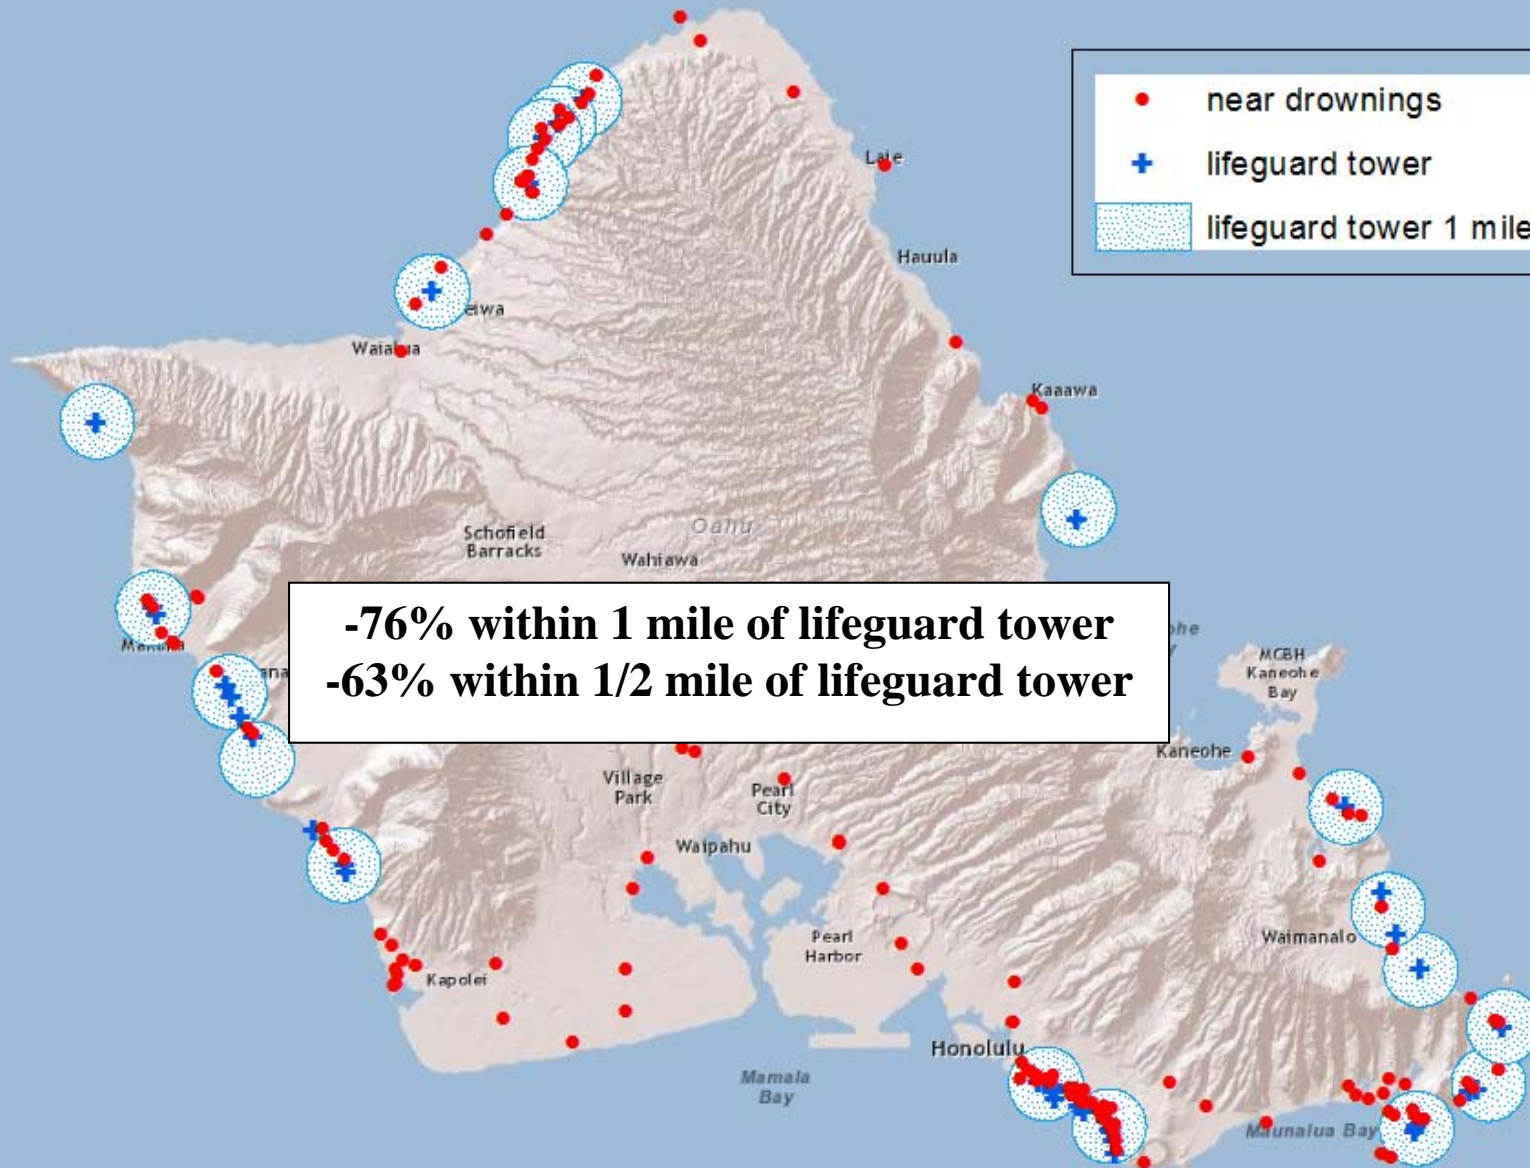 near drownings
lifeguard tower
lifeguard tower 1 mile
Laie
Hauula
eiwa
Kaaawa
Schofield
Barracks
Oahu
Wahiawa
-76% within 1 mile of lifeguard tower
-63% within 1/2 mile of lifeguard tower
MCBH
Kaneohe
Bay
Kaneohe
Village
Park
Pearl
City
Waipahu
Pearl
Harbor
Waimanalo
Kapolei
Honolulu
Mamala
Bay
Maunalua Bay